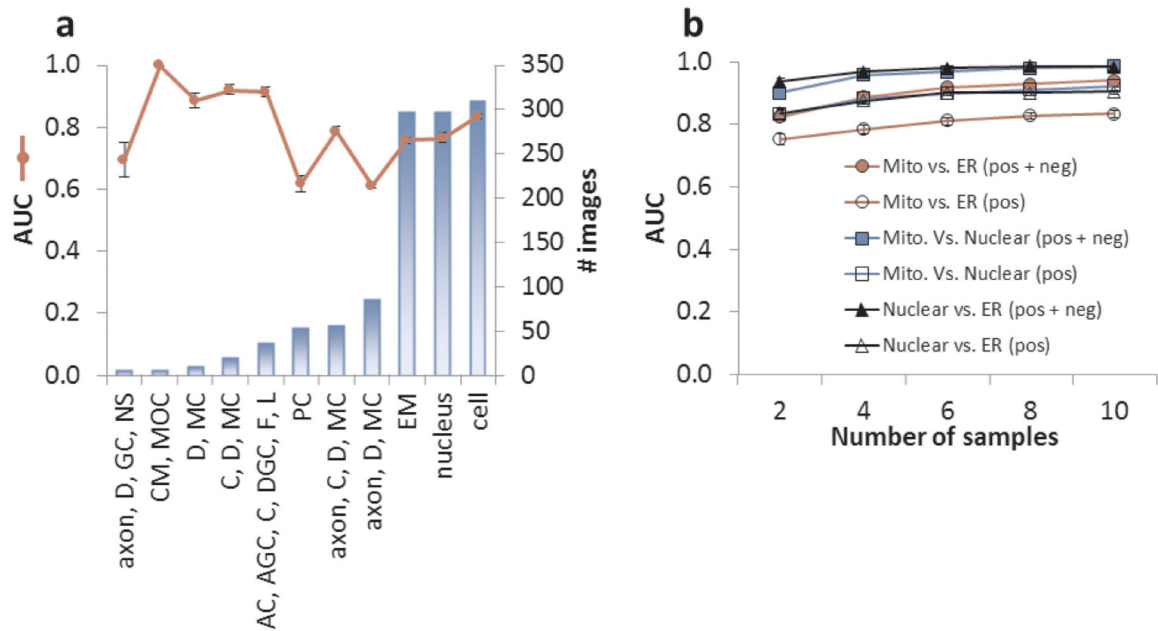 a
1.0
0.8
0.6
0.4
0.2
0.0
AUC
350
300
250
200
150
100
50
0
# images
axon, D, GC, NS
CM, MOC
D, MC
C, D, MC
AC, AGC, C, DGC, F, L
PC
axon, C, D, MC
axon, D, MC
EM
nucleus
cell
b
1.0
0.8
0.6
0.4
0.2
0.0
AUC
Mito vs. ER (pos + neg)
Mito vs. ER (pos)
Mito. Vs. Nuclear (pos + neg)
Mito. Vs. Nuclear (pos)
Nuclear vs. ER (pos + neg)
Nuclear vs. ER (pos)
2 4 6 8 10
Number of samples